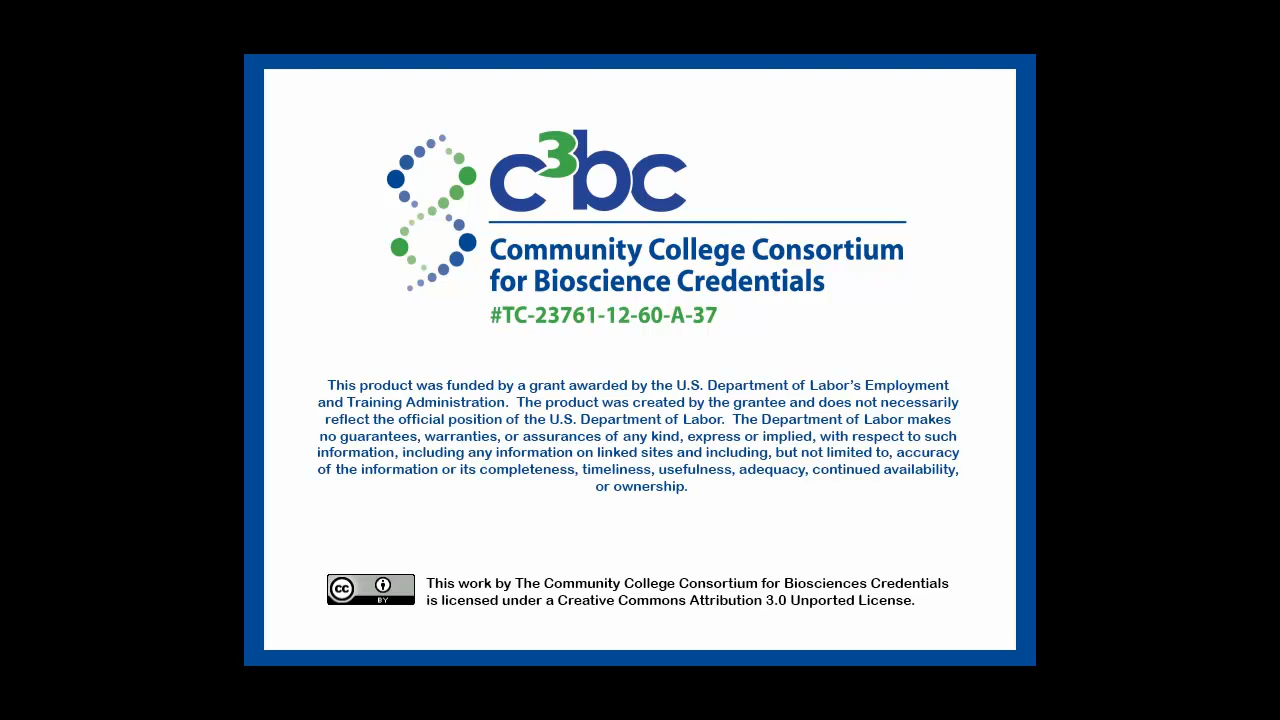 c3bc
Community College Consortium
for Bioscience Credentials
#TC-23761-12-60-A-37
This product was funded by a grant awarded by the U.S. Department of Labor's Employment
and Training Administration.  The product was created by the grantee and does not necessarily
reflect the official position of the U.S. Department of Labor.  The Department of Labor makes
no guarantees, warranties, or assurances of any kind, express or implied, with respect to such
information, including any information on linked sites and including, but not limited to, accuracy
of the information or its completeness, timeliness, usefulness, adequacy, continued availability,
or ownership.
cc
BY
This work by The Community College Consortium for Biosciences Credentials
is licensed under a Creative Commons Attribution 3.0 Unported License.